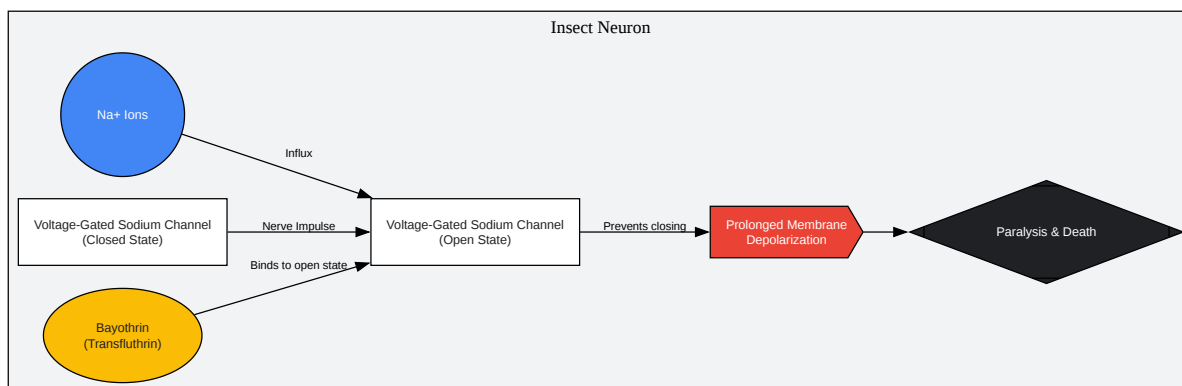 Insect Neuron
Na+ Ions
Influx
Voltage-Gated Sodium Channel
(Closed State)
Nerve Impulse
Voltage-Gated Sodium Channel
(Open State)
Prevents closing
Prolonged Membrane
Depolarization
Paralysis & Death
Binds to open state
Bayothrin
(Transfluthrin)